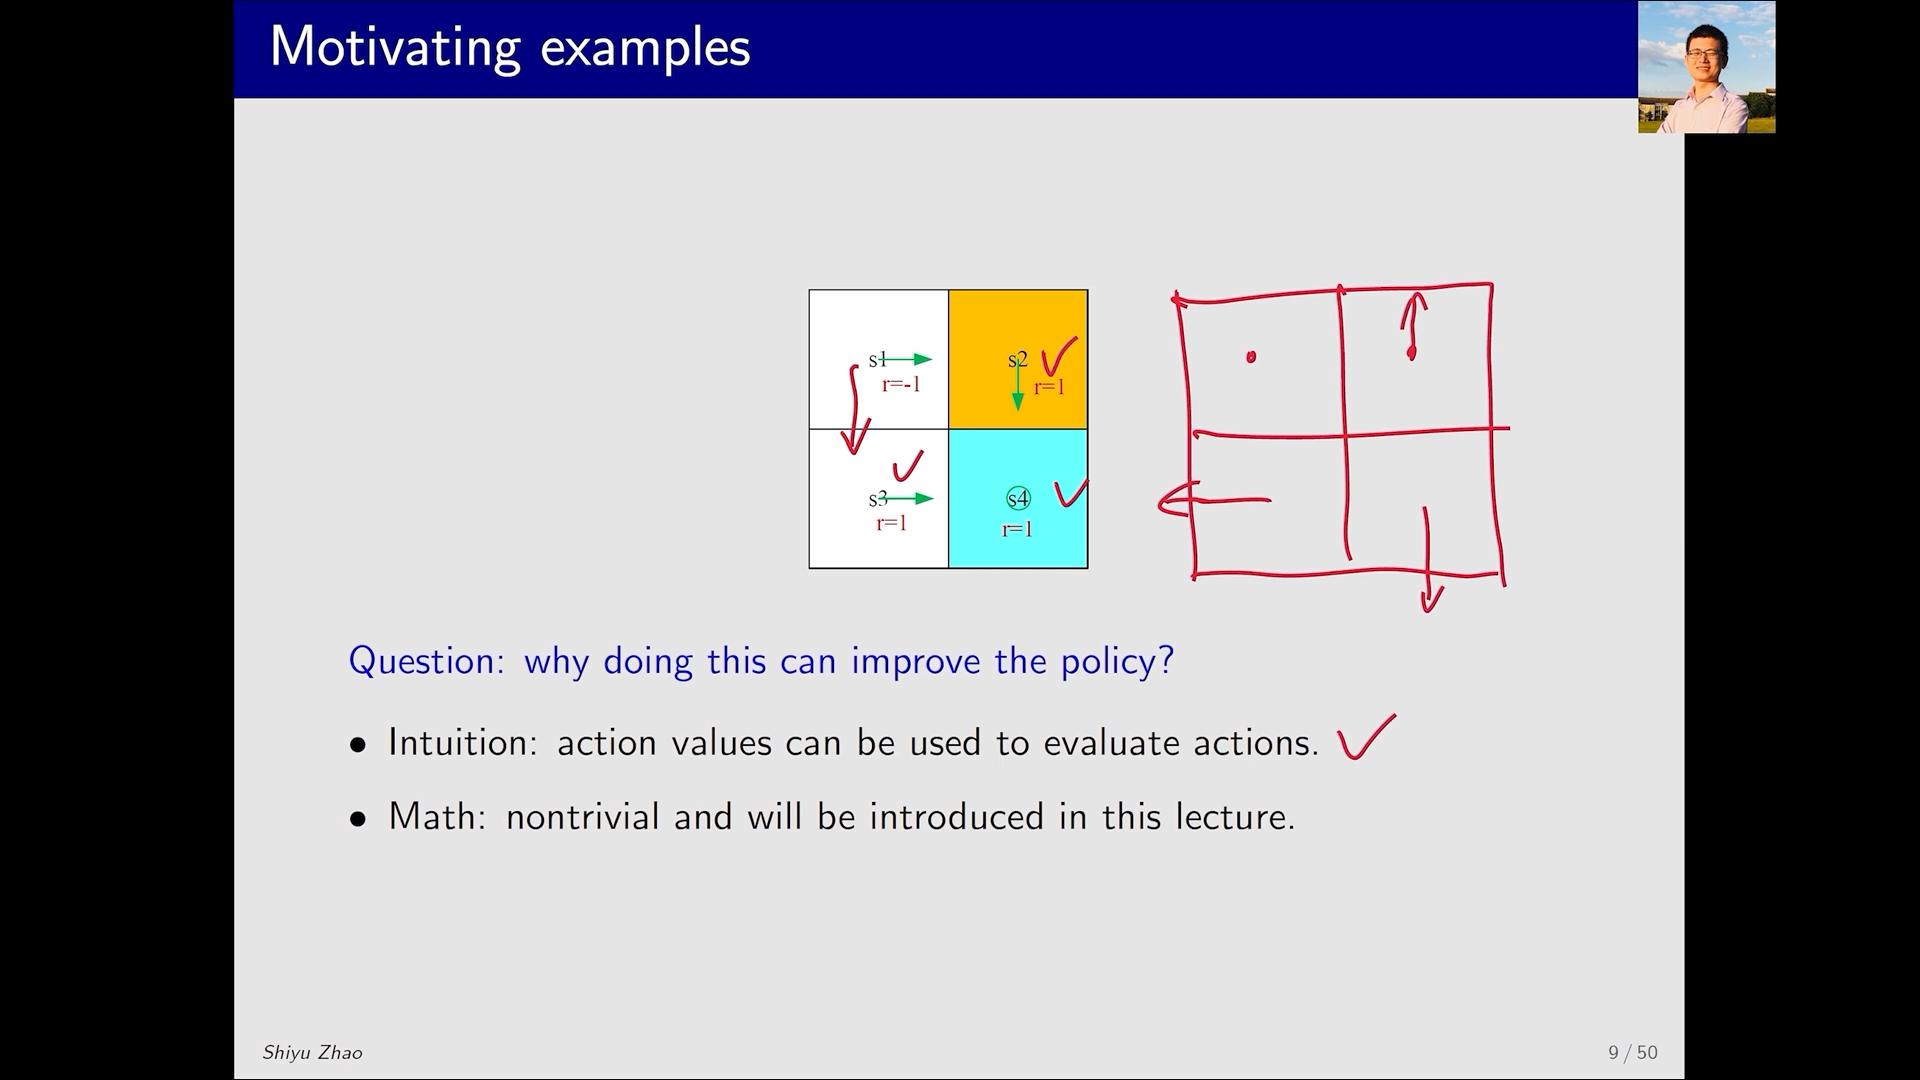 Motivating examples
s1
r=-1
s2
r=1
s3
r=1
s4
r=1
Question: why doing this can improve the policy?
• Intuition: action values can be used to evaluate actions.
• Math: nontrivial and will be introduced in this lecture.
Shiyu Zhao
9 / 50